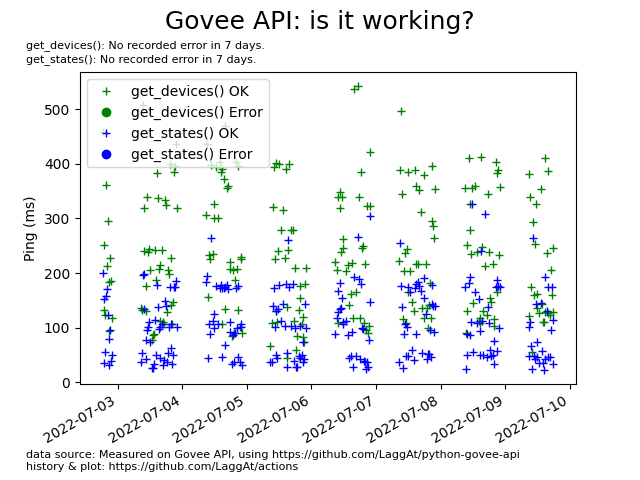 Govee API: is it working?
get_devices(): No recorded error in 7 days.
get_states(): No recorded error in 7 days.
get_devices() OK
get_devices() Error
get_states() OK
get_states() Error
Ping (ms)
500
400
300
200
100
0
2022-07-03
2022-07-04
2022-07-05
2022-07-06
2022-07-07
2022-07-08
2022-07-09
2022-07-10
data source: Measured on Govee API, using https://github.com/LaggAt/python-govee-api
history & plot: https://github.com/LaggAt/actions